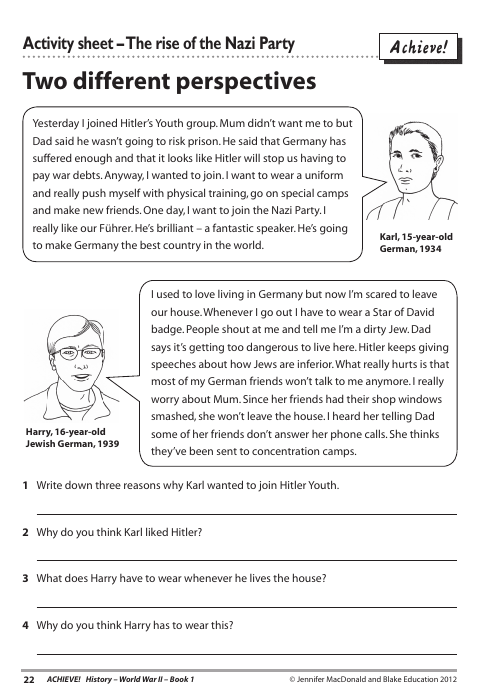 Activity sheet – The rise of the Nazi Party
Achieve!
Two different perspectives
Yesterday I joined Hitler's Youth group. Mum didn't want me to but
Dad said he wasn't going to risk prison. He said that Germany has
suffered enough and that it looks like Hitler will stop us having to
pay war debts. Anyway, I wanted to join. I want to wear a uniform
and really push myself with physical training, go on special camps
and make new friends. One day, I want to join the Nazi Party. I
really like our Führer. He's brilliant – a fantastic speaker. He's going
to make Germany the best country in the world.
Karl, 15-year-old
German, 1934
I used to love living in Germany but now I'm scared to leave
our house. Whenever I go out I have to wear a Star of David
badge. People shout at me and tell me I'm a dirty Jew. Dad
says it's getting too dangerous to live here. Hitler keeps giving
speeches about how Jews are inferior. What really hurts is that
most of my German friends won't talk to me anymore. I really
worry about Mum. Since her friends had their shop windows
smashed, she won't leave the house. I heard her telling Dad
some of her friends don't answer her phone calls. She thinks
they've been sent to concentration camps.
Harry, 16-year-old
Jewish German, 1939
1 Write down three reasons why Karl wanted to join Hitler Youth.
2 Why do you think Karl liked Hitler?
3 What does Harry have to wear whenever he lives the house?
4 Why do you think Harry has to wear this?
22 ACHIEVE! History – World War II – Book 1
© Jennifer MacDonald and Blake Education 2012